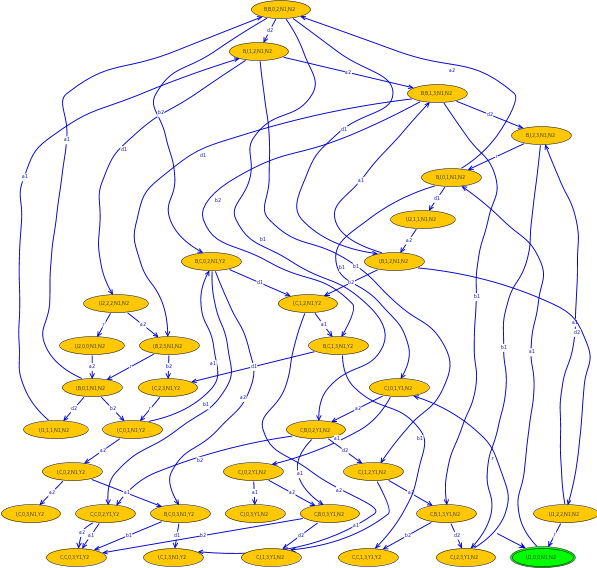 B,B,0,2,N1,N2
d2
B,I,1,2,N1,N2
a2
a2
B,B,1,3,N1,N2
d2
b2
a1
d1
d1
B,I,2,3,N1,N2
d1
a1
a1
B,I,0,1,N1,N2
d1
b2
I,I,2,1,1,N1,N2
b1
a2
B,C,0,2,N1,Y2
b1
b1
I,B,1,2,N1,N2
d1
b2
I,I,2,2,2,N1,N2
I,C,1,2,N1,Y2
b1
a2
a1
d2
I,I,2,0,0,N1,N2
I,B,2,3,N1,N2
B,C,1,3,N1,Y2
b1
a1
a2
r
b2
d1
a1
I,B,0,1,N1,N2
I,C,2,3,N1,Y2
C,I,0,1,Y1,N2
d2
b2
r
b1
a2
a2
I,I,1,1,1,N1,N2
I,C,0,1,N1,Y2
C,B,0,2,Y1,N2
a2
b2
a1
d2
b1
I,C,0,2,N1,Y2
C,I,0,2,Y1,N2
C,I,1,2,Y1,N2
a2
a1
a1
a2
a1
a2
I,C,0,3,N1,Y2
C,C,0,2,Y1,Y2
B,C,0,3,N1,Y2
C,I,0,3,Y1,N2
C,B,0,3,Y1,N2
C,B,1,3,Y1,N2
I,I,1,2,2,N1,N2
a2
a1
b1
d1
b2
d2
a1
b2
d2
C,C,0,3,Y1,Y2
I,C,1,3,N1,Y2
C,I,1,3,Y1,N2
C,C,1,3,Y1,Y2
C,I,2,3,Y1,N2